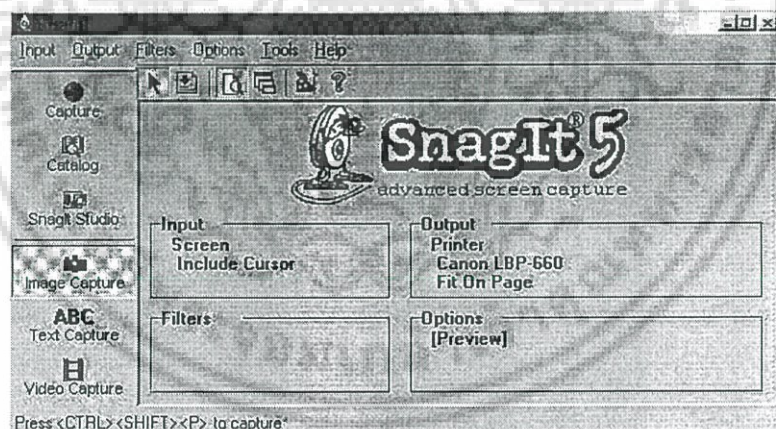 SnagIt
Input Output Filters Options Tools Help
Capture
Catalog
SnagIt Studio
Image Capture
ABC
Text Capture
Video Capture
SnagIt® 5
advanced screen capture
Input
Screen
Include Cursor
Output
Printer
Canon LBP-660
Fit On Page
Filters
Options
[Preview]
Press <CTRL><SHIFT><P> to capture